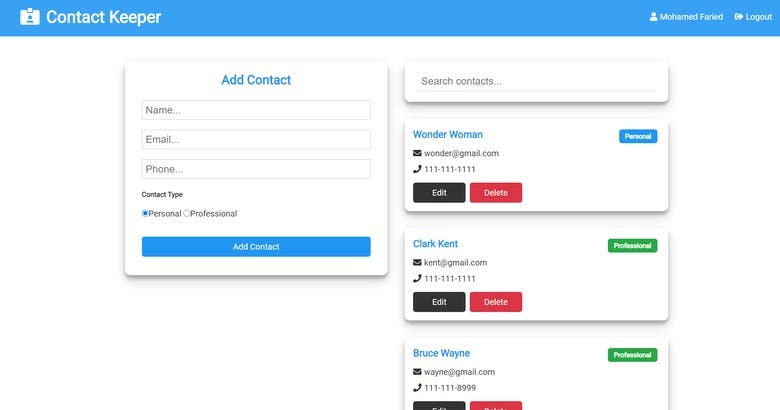 Contact Keeper
Mohamed Faried
Logout
Add Contact
Name...
Email...
Phone...
Contact Type
Personal Professional
Add Contact
Search contacts...
Wonder Woman
Personal
wonder@gmail.com
111-111-1111
Edit Delete
Clark Kent
Professional
kent@gmail.com
111-111-1111
Edit Delete
Bruce Wayne
Professional
wayne@gmail.com
111-111-8999
Edit Delete